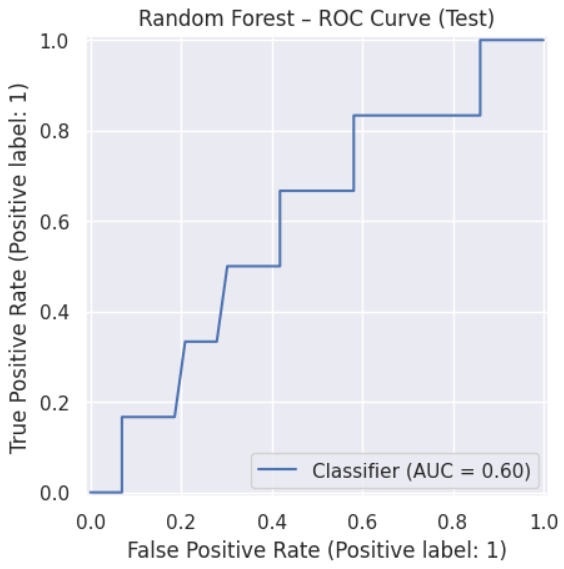 Random Forest – ROC Curve (Test)
True Positive Rate (Positive label: 1)
1.0
0.8
0.6
0.4
0.2
0.0
Classifier (AUC = 0.60)
0.0 0.2 0.4 0.6 0.8 1.0
False Positive Rate (Positive label: 1)